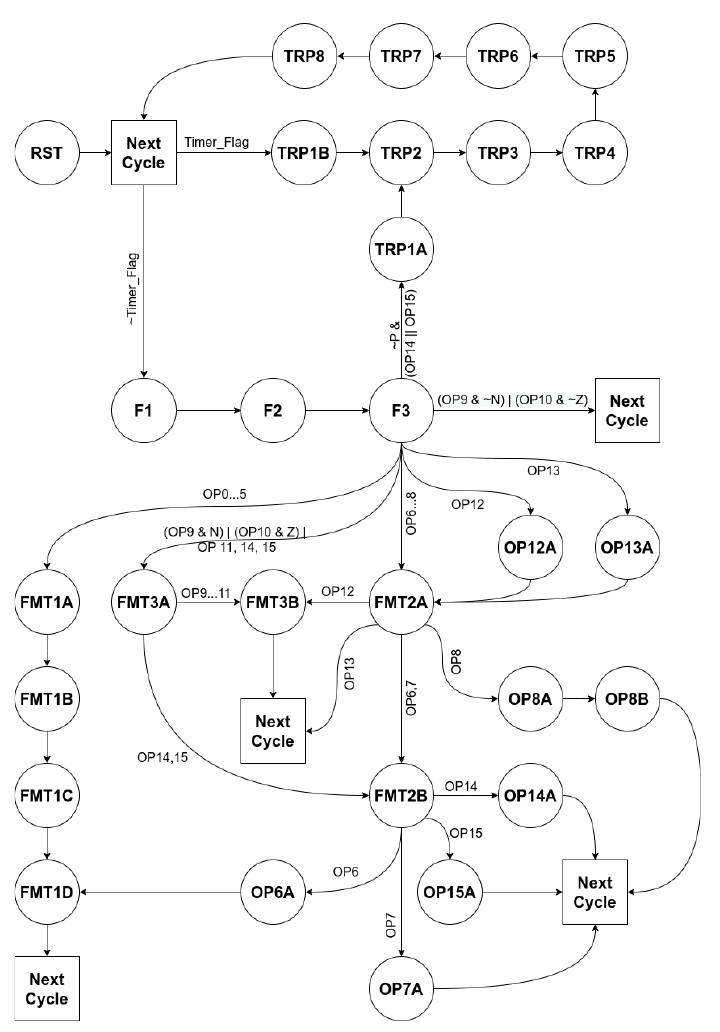 TRP8
TRP7
TRP6
TRP5
RST
Next
Cycle
Timer_Flag
TRP1B
TRP2
TRP3
TRP4
TRP1A
~Timer_Flag
~P &
(OP14 || OP15)
F1
F2
F3
(OP9 & ~N) | (OP10 & ~Z)
Next
Cycle
OP13
OP0...5
OP12
OP6...8
(OP9 & N) | (OP10 & Z) |
OP 11, 14, 15
OP12A
OP13A
FMT1A
FMT3A
OP9...11
FMT3B
OP12
FMT2A
OP13
OP8
OP6,7
FMT1B
OP8A
OP8B
Next
Cycle
OP14,15
FMT1C
FMT2B
OP14
OP14A
OP15
OP6
FMT1D
OP6A
OP15A
Next
Cycle
OP7
Next
Cycle
OP7A